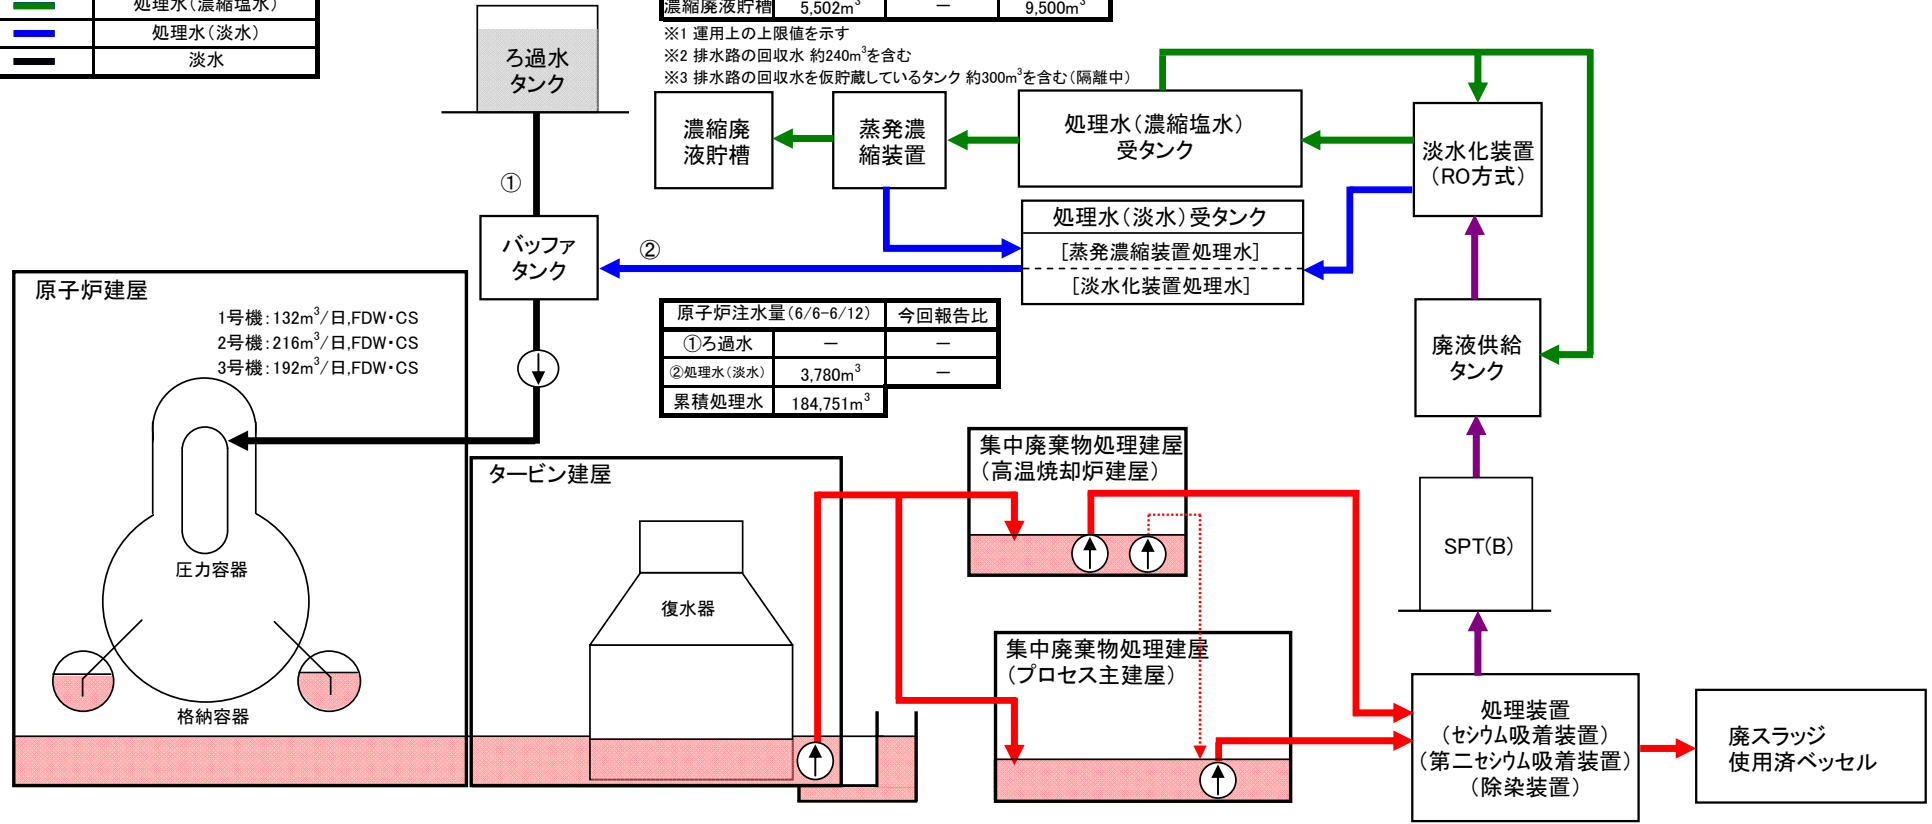 処理水(濃縮塩水)
処理水(淡水)
淡水
ろ過水
タンク
濃縮廃液貯槽 5,502m³ － 9,500m³
※1 運用上の上限値を示す
※2 排水路の回収水 約240m³を含む
※3 排水路の回収水を仮貯蔵しているタンク 約300m³を含む(隔離中)
濃縮廃
液貯槽
蒸発濃
縮装置
処理水(濃縮塩水)
受タンク
淡水化装置
(RO方式)
①
処理水(淡水)受タンク
[蒸発濃縮装置処理水]
[淡水化装置処理水]
バッファ
タンク
②
原子炉建屋
1号機：132m³/日,FDW・CS
2号機：216m³/日,FDW・CS
3号機：192m³/日,FDW・CS
原子炉注水量(6/6-6/12) 今回報告比
①ろ過水 － －
②処理水(淡水) 3,780m³ －
累積処理水 184,751m³
廃液供給
タンク
圧力容器
格納容器
タービン建屋
復水器
集中廃棄物処理建屋
(高温焼却炉建屋)
SPT(B)
集中廃棄物処理建屋
(プロセス主建屋)
処理装置
(セシウム吸着装置)
(第二セシウム吸着装置)
(除染装置)
廃スラッジ
使用済ベッセル